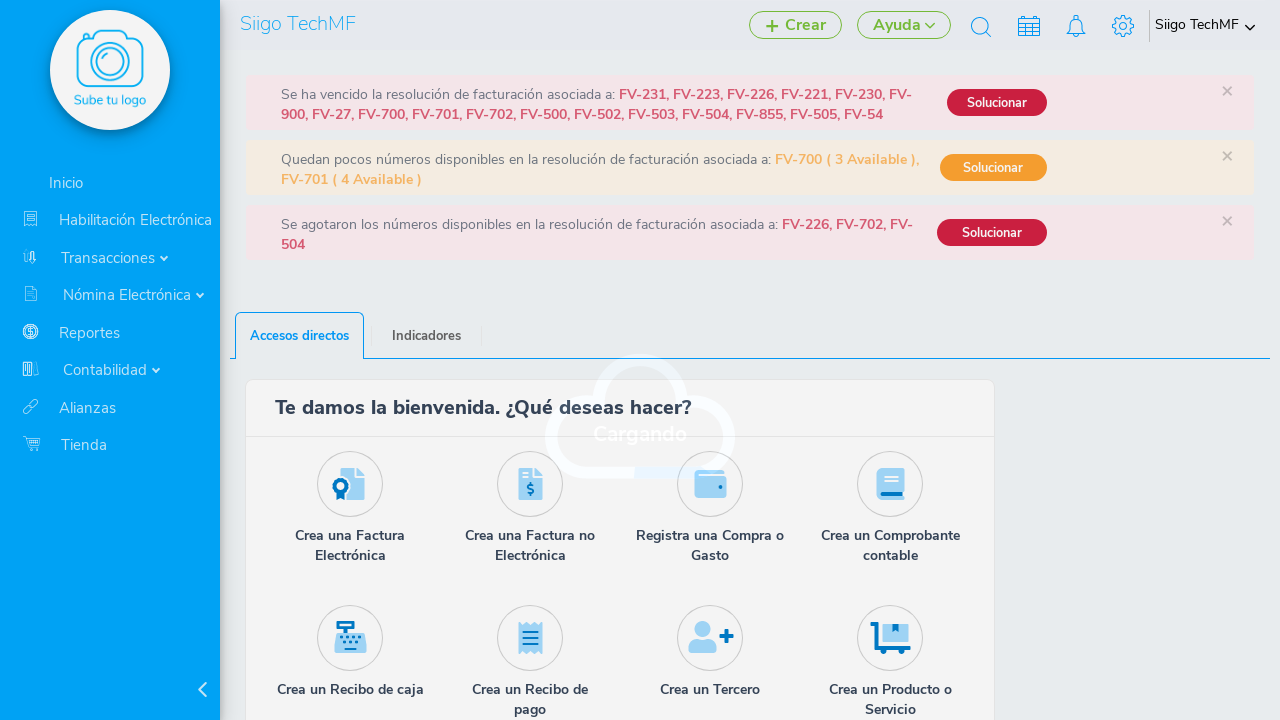 Sube tu logo
Inicio
Habilitación Electrónica
Transacciones
Nómina Electrónica
Reportes
Contabilidad
Alianzas
Tienda
Siigo TechMF
+ Crear
Ayuda
Siigo TechMF
Se ha vencido la resolución de facturación asociada a: FV-231, FV-223, FV-226, FV-221, FV-230, FV-
900, FV-27, FV-700, FV-701, FV-702, FV-500, FV-502, FV-503, FV-504, FV-855, FV-505, FV-54
Solucionar
×
Quedan pocos números disponibles en la resolución de facturación asociada a: FV-700 ( 3 Available ),
FV-701 ( 4 Available )
Solucionar
×
Se agotaron los números disponibles en la resolución de facturación asociada a: FV-226, FV-702, FV-
504
Solucionar
×
Accesos directos
Indicadores
Te damos la bienvenida. ¿Qué deseas hacer?
Cargando
Crea una Factura
Electrónica
Crea una Factura no
Electrónica
Registra una Compra o
Gasto
Crea un Comprobante
contable
Crea un Recibo de caja
Crea un Recibo de
pago
Crea un Tercero
Crea un Producto o
Servicio